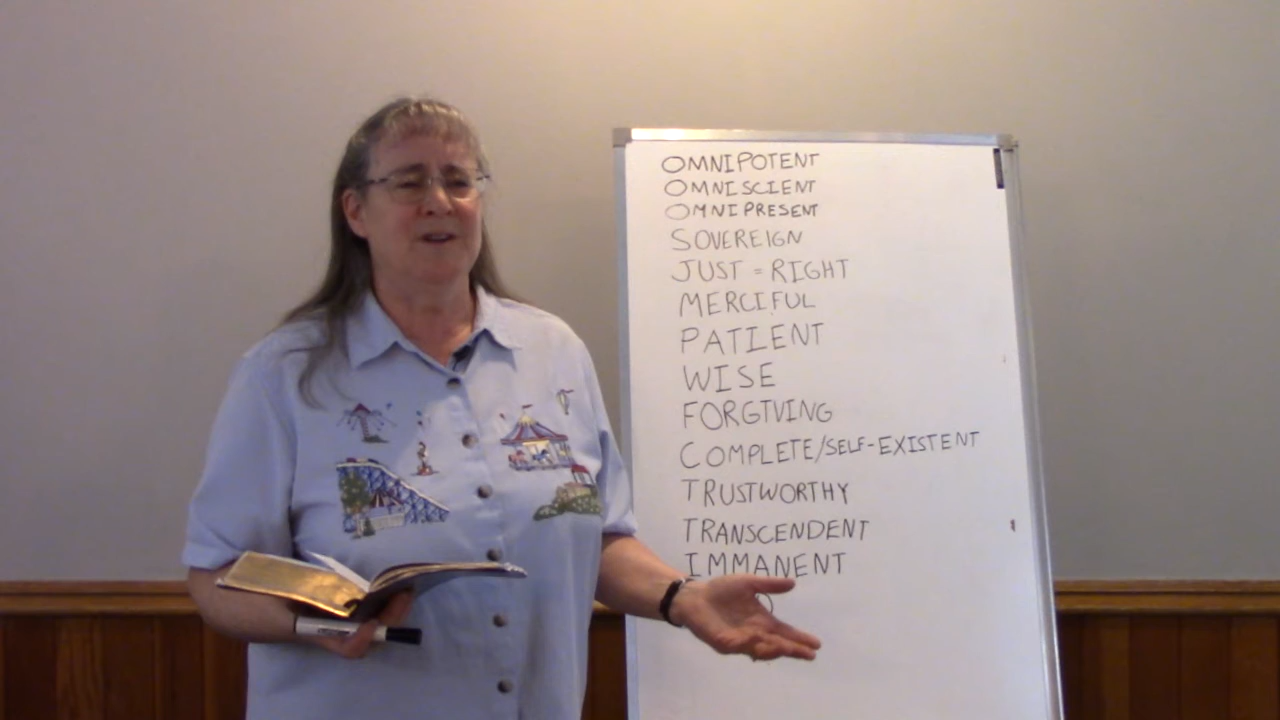 OMNIPOTENT
OMNISCIENT
OMNIPRESENT
SOVEREIGN
JUST = RIGHT
MERCIFUL
PATIENT
WISE
FORGIVING
COMPLETE/SELF-EXISTENT
TRUSTWORTHY
TRANSCENDENT
IMMANENT